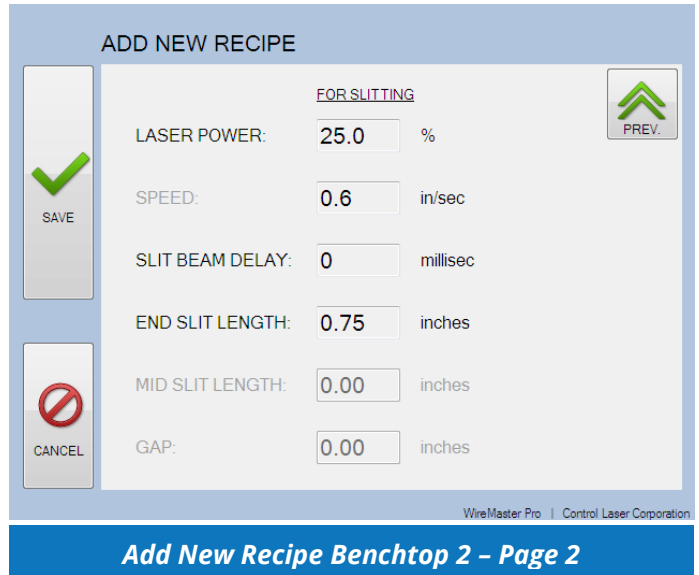 ADD NEW RECIPE
FOR SLITTING
PREV.
LASER POWER: 25.0 %
SPEED: 0.6 in/sec
SAVE
SLIT BEAM DELAY: 0 millisec
END SLIT LENGTH: 0.75 inches
MID SLIT LENGTH: 0.00 inches
CANCEL
GAP: 0.00 inches
WireMaster Pro | Control Laser Corporation
Add New Recipe Benchtop 2 – Page 2